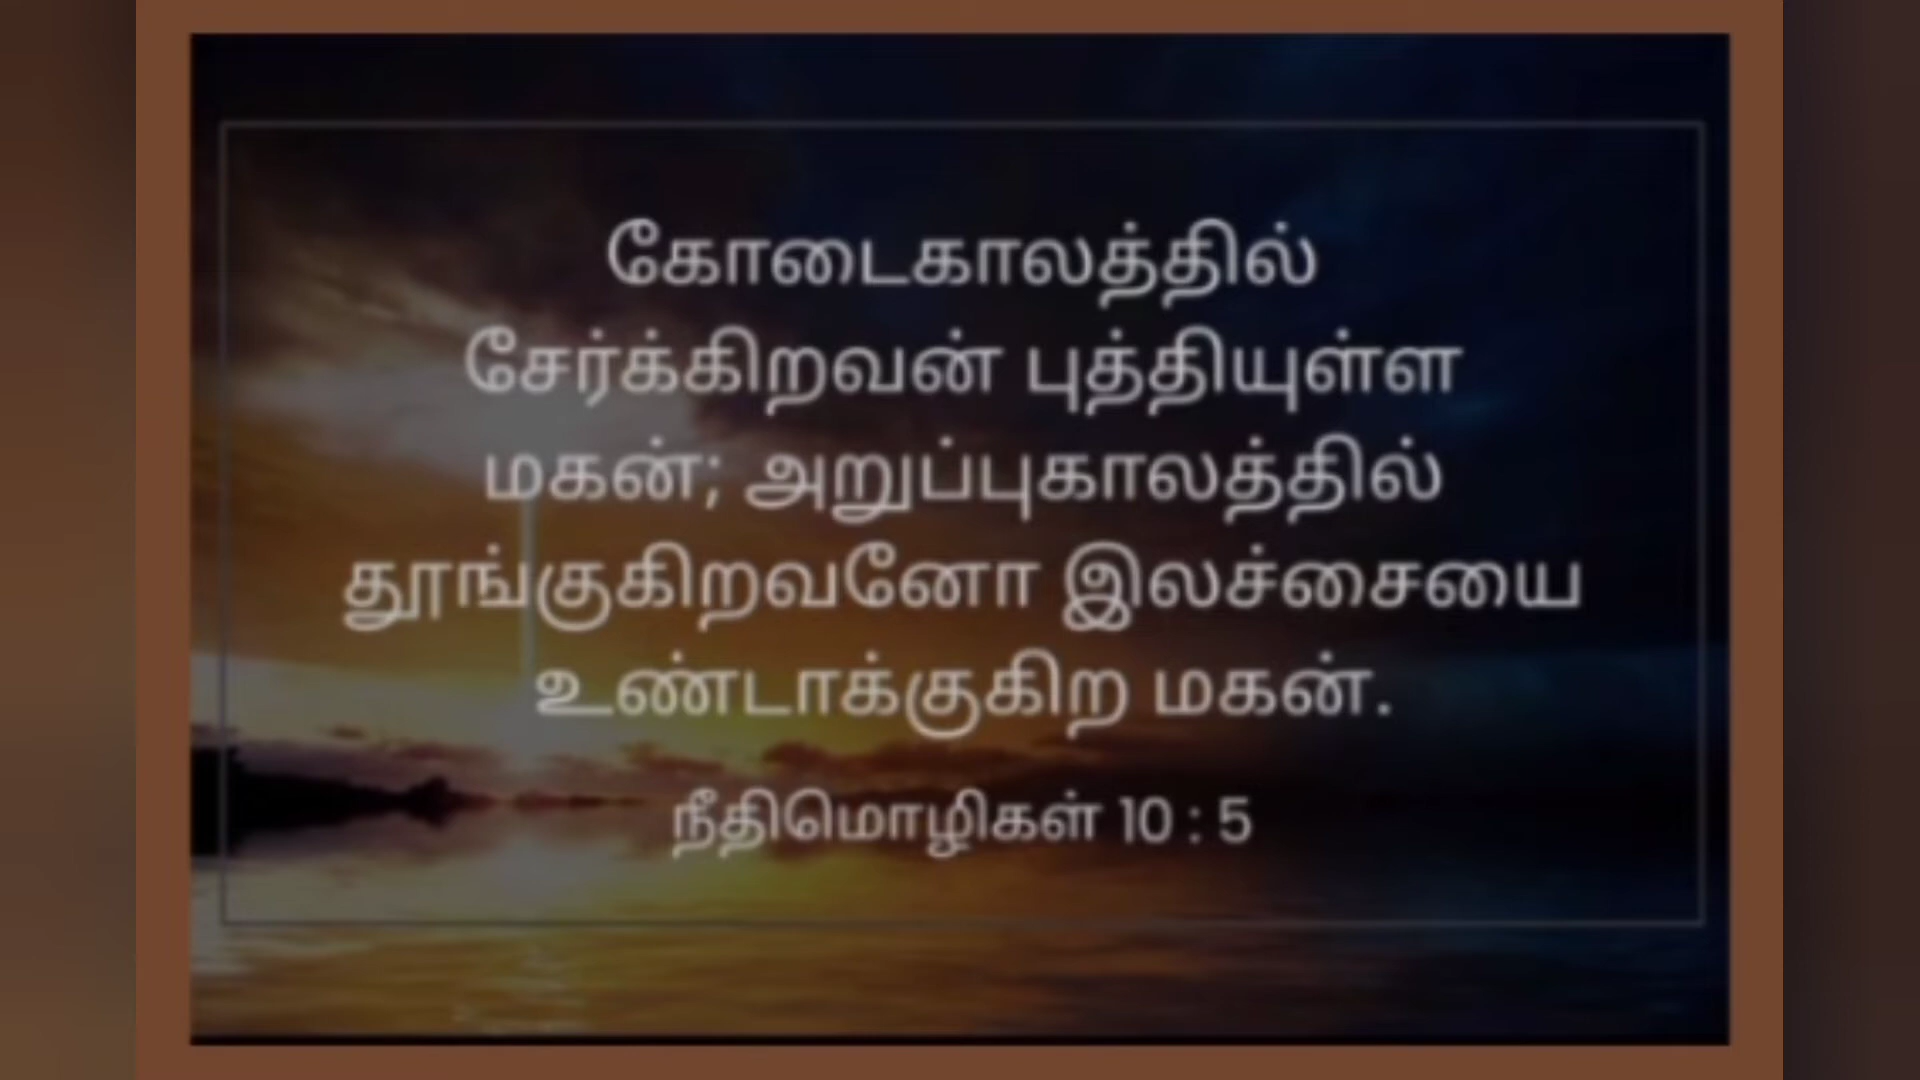 கோடைகாலத்தில்
சேர்க்கிறவன் புத்தியுள்ள
மகன்; அறுப்புகாலத்தில்
தூங்குகிறவனோ இலச்சையை
உண்டாக்குகிற மகன்.
நீதிமொழிகள் 10 : 5